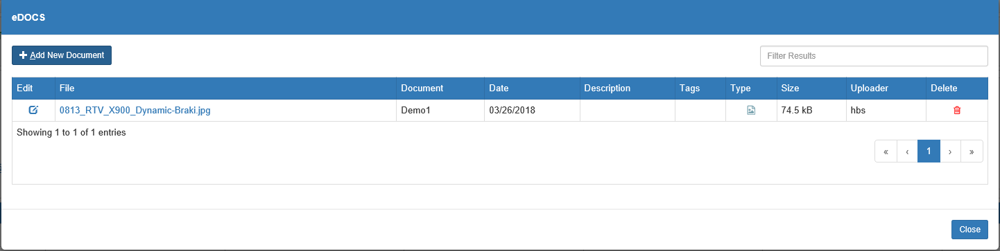 eDOCS
Add New Document
Filter Results
Edit File Document Date Description Tags Type Size Uploader Delete
0813_RTV_X900_Dynamic-Braki.jpg Demo1 03/26/2018 74.5 kB hbs
Showing 1 to 1 of 1 entries
« ‹ 1 › »
Close